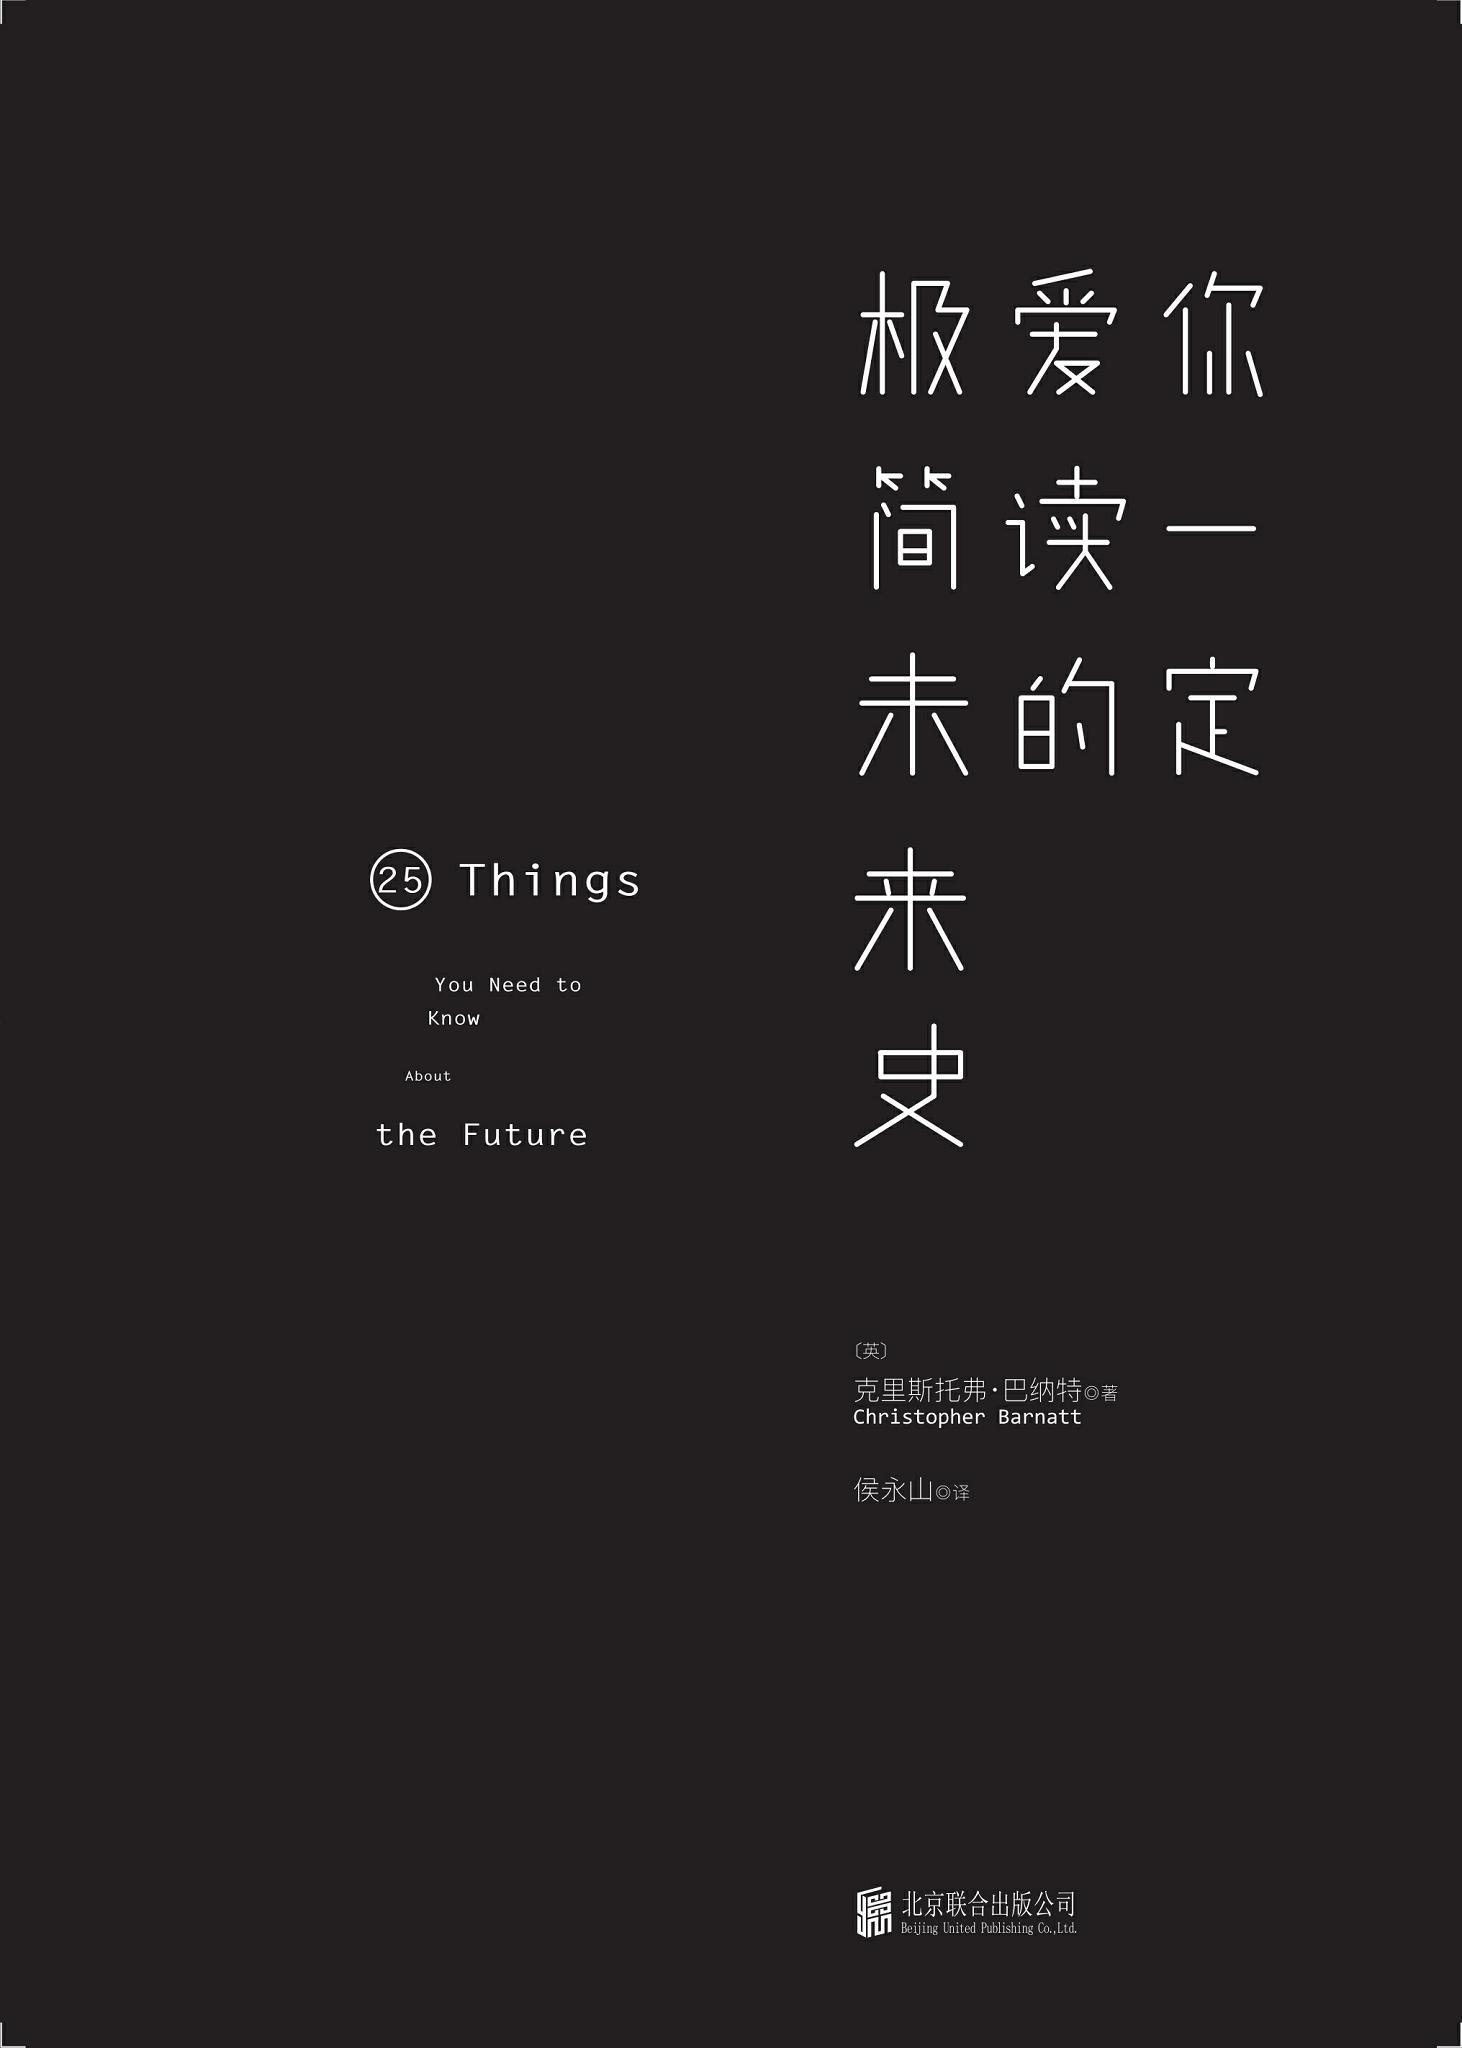 你一定
爱读的
极简未来史
25 Things
You Need to
Know
About
the Future
〔英〕
克里斯托弗·巴纳特◎著
Christopher Barnatt
侯永山◎译
北京联合出版公司
Beijing United Publishing Co.,Ltd.